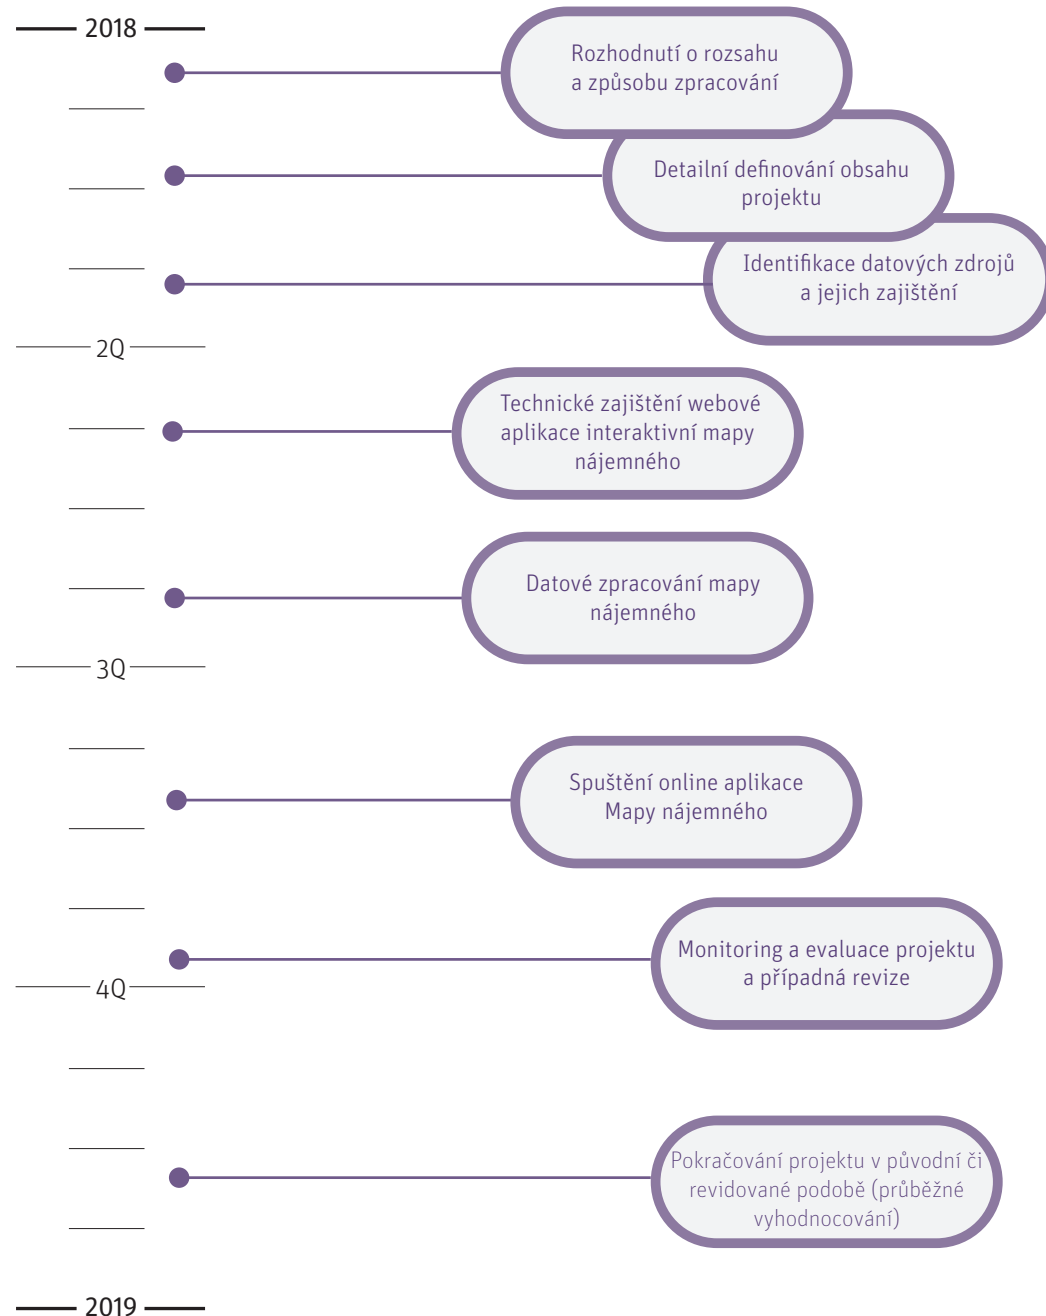 2018
Rozhodnutí o rozsahu
a způsobu zpracování
Detailní definování obsahu
projektu
Identifikace datových zdrojů
a jejich zajištění
2Q
Technické zajištění webové
aplikace interaktivní mapy
nájemného
Datové zpracování mapy
nájemného
3Q
Spuštění online aplikace
Mapy nájemného
Monitoring a evaluace projektu
a případná revize
4Q
Pokračování projektu v původní či
revidované podobě (průběžné
vyhodnocování)
2019